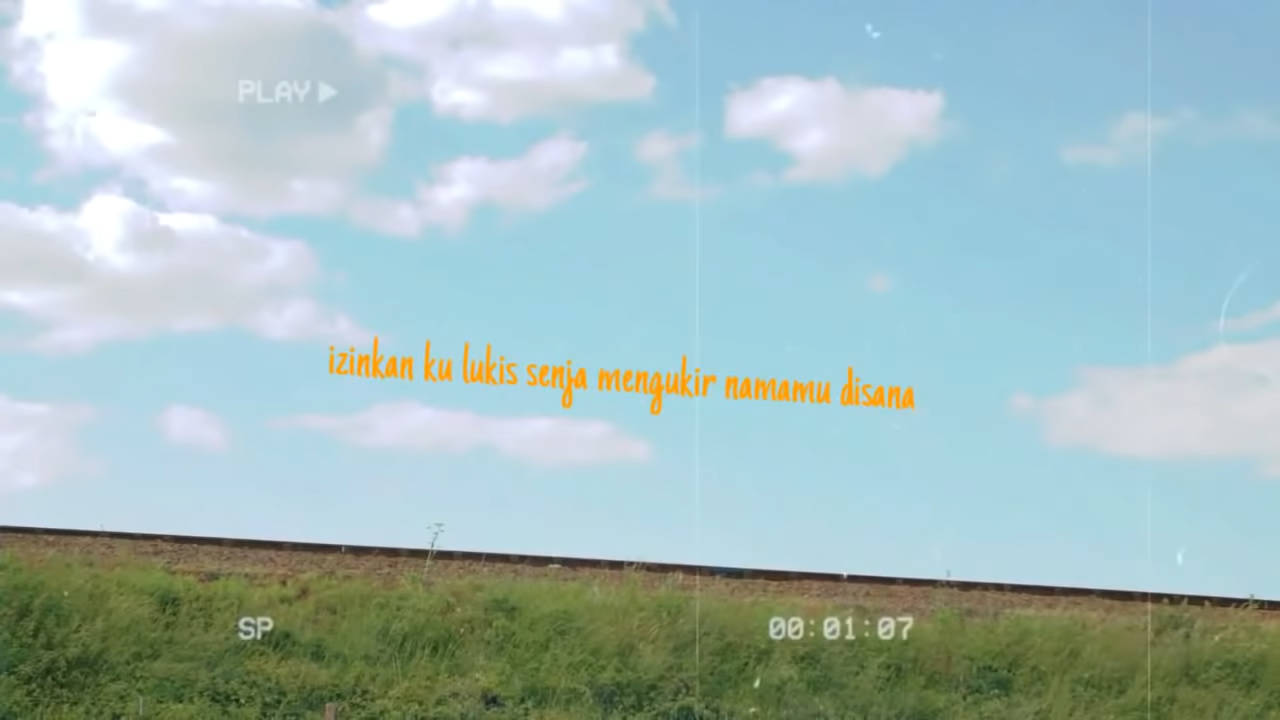 PLAY ▶
izinkan ku lukis senja mengukir namamu disana
SP
00:01:07